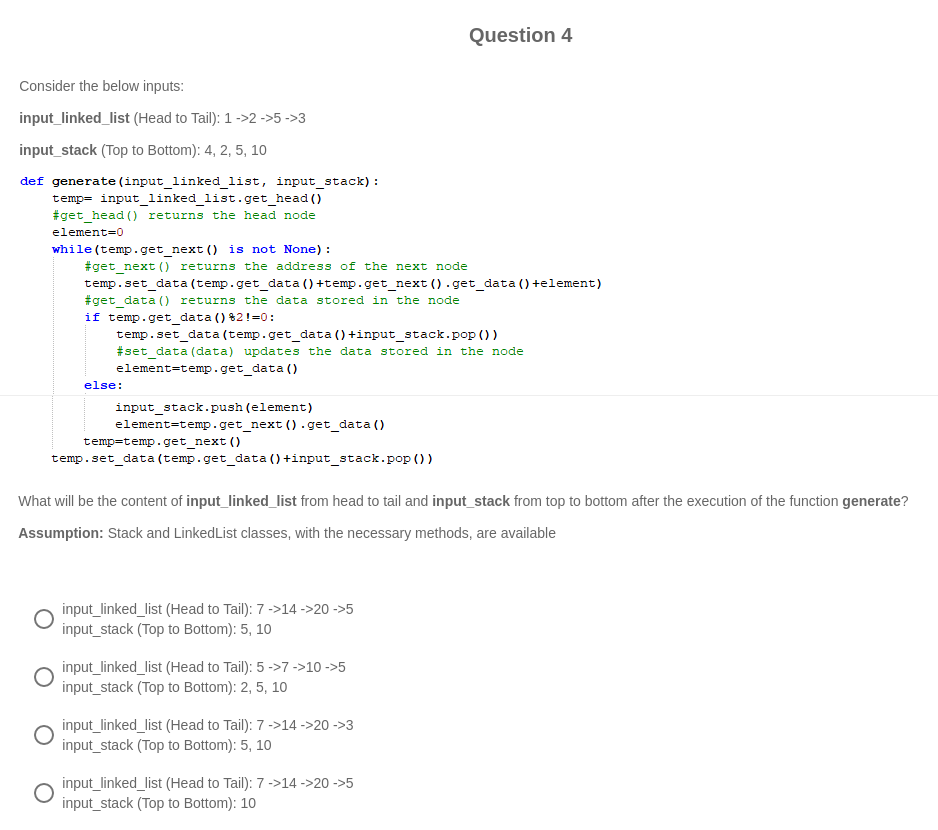 Question 4
Consider the below inputs:
input_linked_list (Head to Tail): 1 ->2 ->5 ->3
input_stack (Top to Bottom): 4, 2, 5, 10
def generate(input_linked_list, input_stack):
    temp= input_linked_list.get_head()
    #get_head() returns the head node
    element=0
    while(temp.get_next() is not None):
        #get_next() returns the address of the next node
        temp.set_data(temp.get_data()+temp.get_next().get_data()+element)
        #get_data() returns the data stored in the node
        if temp.get_data()%2!=0:
            temp.set_data(temp.get_data()+input_stack.pop())
            #set_data(data) updates the data stored in the node
            element=temp.get_data()
        else:
            input_stack.push(element)
            element=temp.get_next().get_data()
        temp=temp.get_next()
    temp.set_data(temp.get_data()+input_stack.pop())
What will be the content of input_linked_list from head to tail and input_stack from top to bottom after the execution of the function generate?
Assumption: Stack and LinkedList classes, with the necessary methods, are available
input_linked_list (Head to Tail): 7 ->14 ->20 ->5
input_stack (Top to Bottom): 5, 10
input_linked_list (Head to Tail): 5 ->7 ->10 ->5
input_stack (Top to Bottom): 2, 5, 10
input_linked_list (Head to Tail): 7 ->14 ->20 ->3
input_stack (Top to Bottom): 5, 10
input_linked_list (Head to Tail): 7 ->14 ->20 ->5
input_stack (Top to Bottom): 10